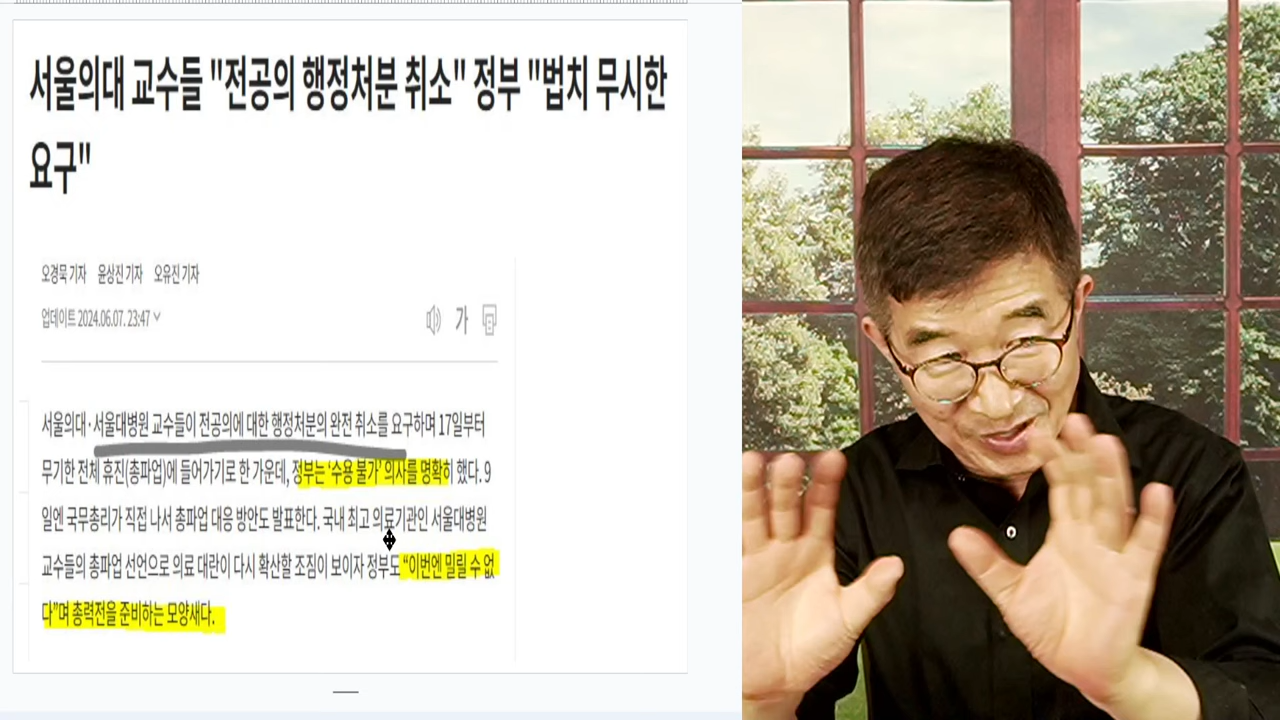 서울의대 교수들 "전공의 행정처분 취소" 정부 "법치 무시한
요구"
오경묵 기자 윤상진 기자 오유진 기자
업데이트 2024.06.07. 23:47
가
서울의대·서울대병원 교수들이 전공의에 대한 행정처분의 완전 취소를 요구하며 17일부터
무기한 전체 휴진(총파업)에 들어가기로 한 가운데, 정부는 ‘수용 불가’ 의사를 명확히 했다. 9
일엔 국무총리가 직접 나서 총파업 대응 방안도 발표한다. 국내 최고 의료기관인 서울대병원
교수들의 총파업 선언으로 의료 대란이 다시 확산할 조짐이 보이자 정부도 “이번엔 밀릴 수 없
다”며 총력전을 준비하는 모양새다.